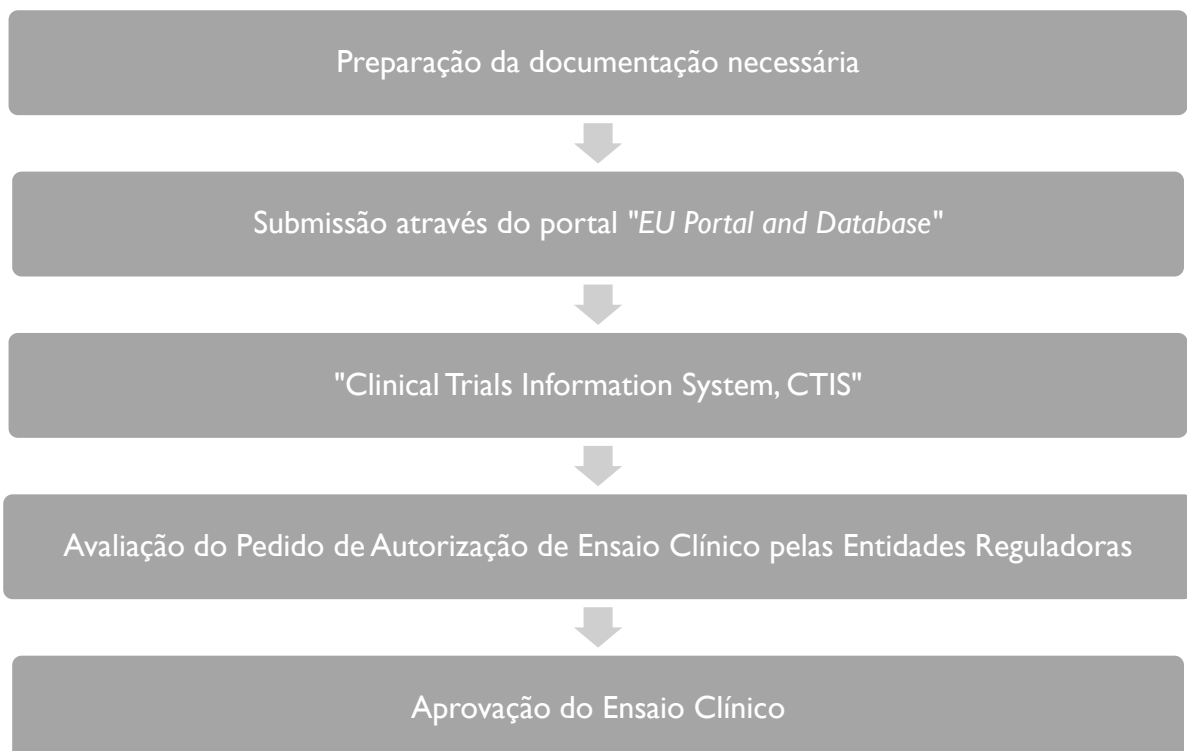 Preparação da documentação necessária
Submissão através do portal "EU Portal and Database"
"Clinical Trials Information System, CTIS"
Avaliação do Pedido de Autorização de Ensaio Clínico pelas Entidades Reguladoras
Aprovação do Ensaio Clínico